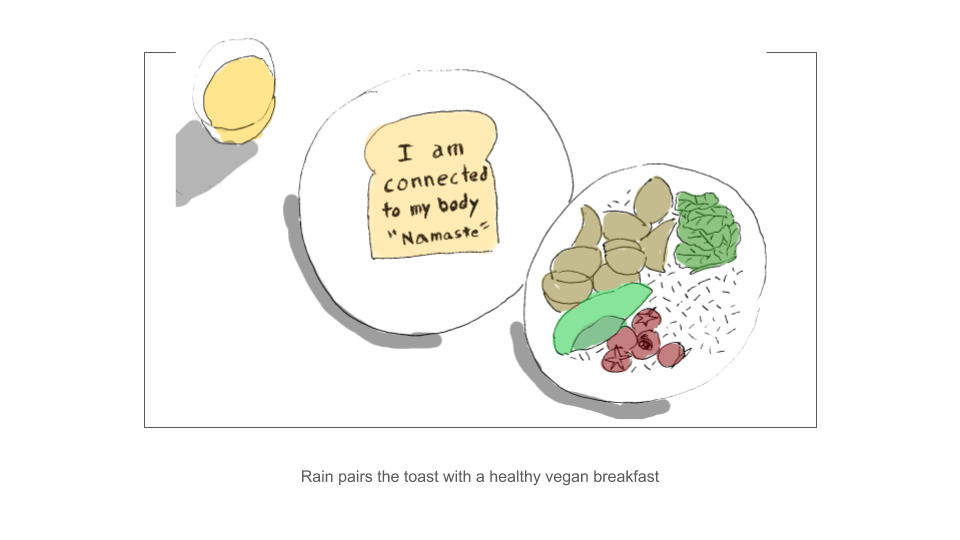 I am
connected
to my body
"Namaste"
Rain pairs the toast with a healthy vegan breakfast